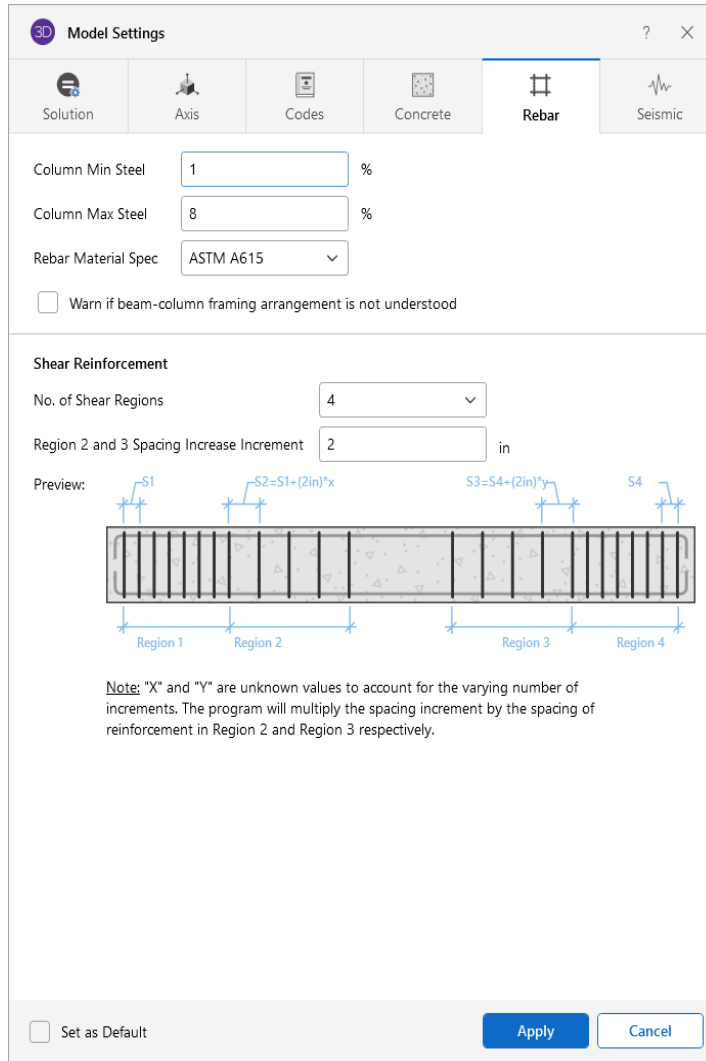 3D Model Settings ?
Solution Axis Codes Concrete Rebar Seismic
Column Min Steel 1 %
Column Max Steel 8 %
Rebar Material Spec ASTM A615
Warn if beam-column framing arrangement is not understood
Shear Reinforcement
No. of Shear Regions 4
Region 2 and 3 Spacing Increase Increment 2 in
Preview: S1 S2=S1+(2in)*x S3=S4+(2in)*y S4
Region 1 Region 2 Region 3 Region 4
Note: "X" and "Y" are unknown values to account for the varying number of
increments. The program will multiply the spacing increment by the spacing of
reinforcement in Region 2 and Region 3 respectively.
Set as Default Apply Cancel